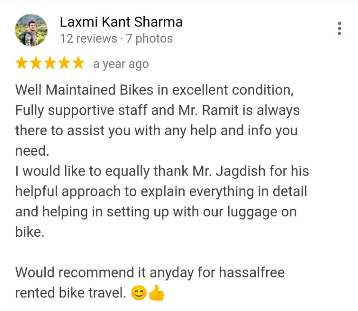 Laxmi Kant Sharma
12 reviews · 7 photos
★★★★★ a year ago
Well Maintained Bikes in excellent condition,
Fully supportive staff and Mr. Ramit is always
there to assist you with any help and info you
need.
I would like to equally thank Mr. Jagdish for his
helpful approach to explain everything in detail
and helping in setting up with our luggage on
bike.
Would recommend it anyday for hassalfree
rented bike travel. 😊👍